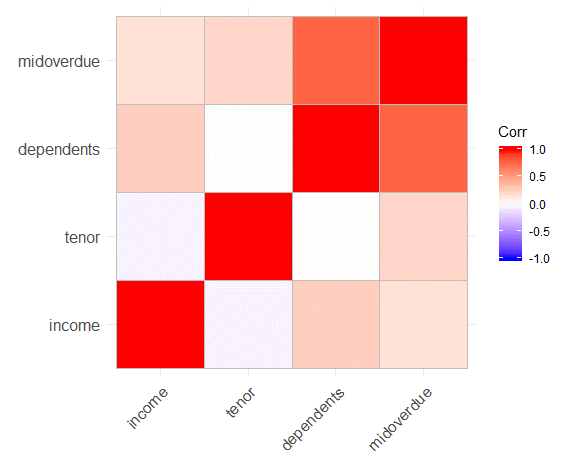 midoverdue
dependents
tenor
income
income
tenor
dependents
midoverdue
Corr
1.0
0.5
0.0
-0.5
-1.0